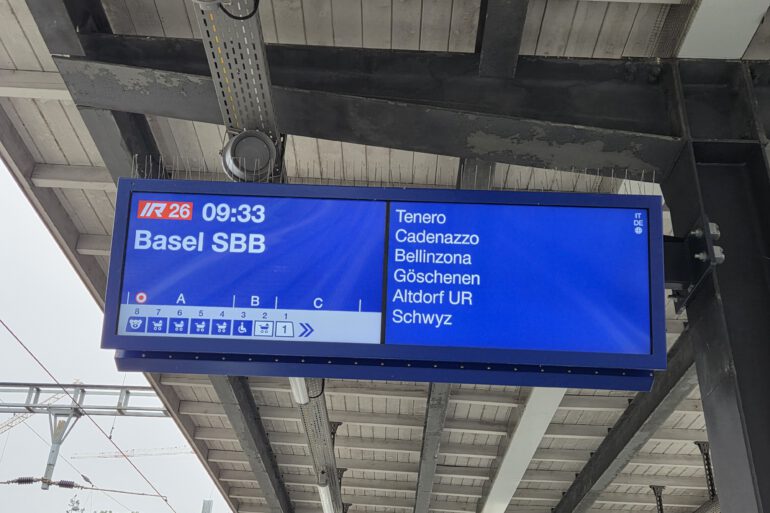 IR 26 09:33
Basel SBB
A B C
8 7 6 5 4 3 2 1
1
Tenero
Cadenazzo
Bellinzona
Göschenen
Altdorf UR
Schwyz
IT
DE